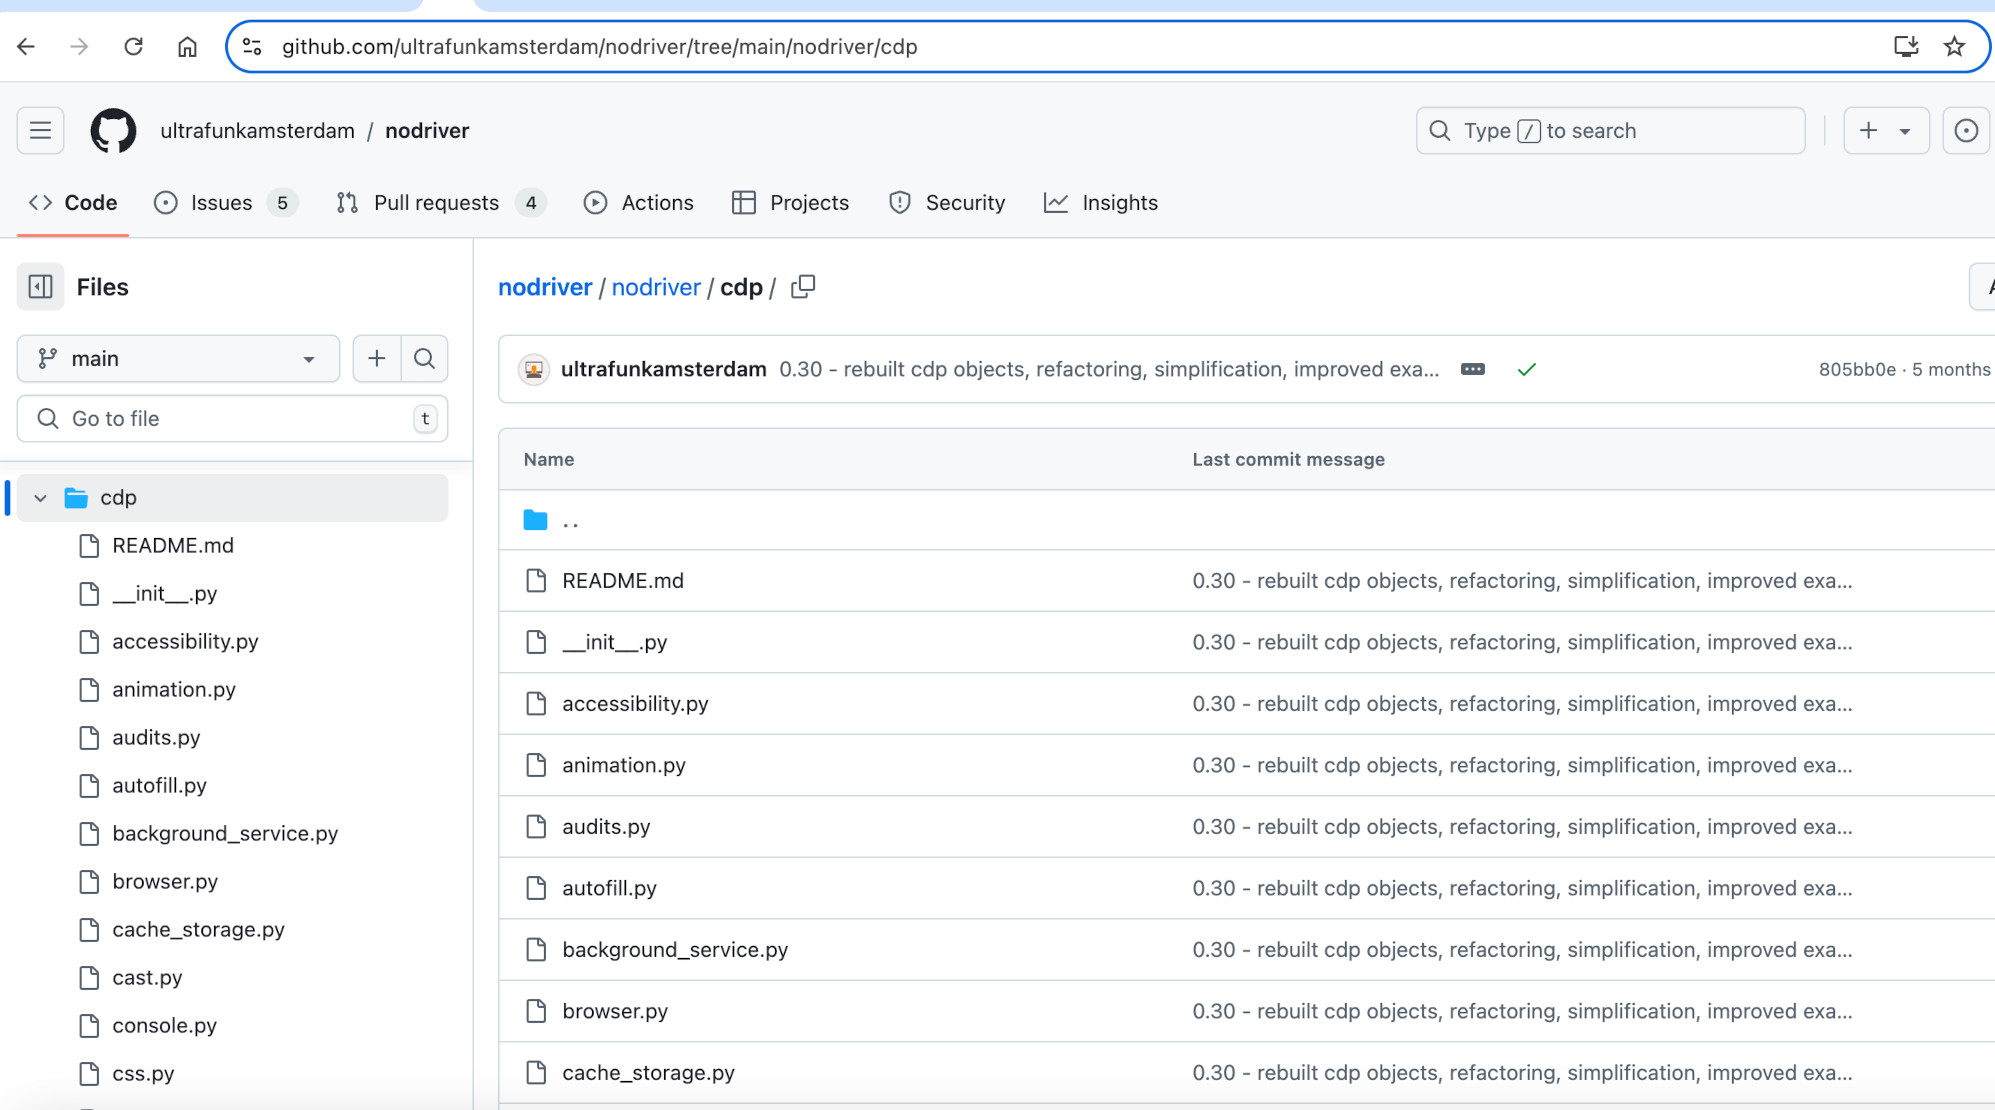 github.com/ultrafunkamsterdam/nodriver/tree/main/nodriver/cdp
ultrafunkamsterdam / nodriver
Type / to search
Code
Issues 5
Pull requests 4
Actions
Projects
Security
Insights
Files
main
Go to file
t
cdp
README.md
__init__.py
accessibility.py
animation.py
audits.py
autofill.py
background_service.py
browser.py
cache_storage.py
cast.py
console.py
css.py
nodriver / nodriver / cdp /
ultrafunkamsterdam 0.30 - rebuilt cdp objects, refactoring, simplification, improved exa...
805bb0e · 5 months
Name Last commit message
..
README.md 0.30 - rebuilt cdp objects, refactoring, simplification, improved exa...
__init__.py 0.30 - rebuilt cdp objects, refactoring, simplification, improved exa...
accessibility.py 0.30 - rebuilt cdp objects, refactoring, simplification, improved exa...
animation.py 0.30 - rebuilt cdp objects, refactoring, simplification, improved exa...
audits.py 0.30 - rebuilt cdp objects, refactoring, simplification, improved exa...
autofill.py 0.30 - rebuilt cdp objects, refactoring, simplification, improved exa...
background_service.py 0.30 - rebuilt cdp objects, refactoring, simplification, improved exa...
browser.py 0.30 - rebuilt cdp objects, refactoring, simplification, improved exa...
cache_storage.py 0.30 - rebuilt cdp objects, refactoring, simplification, improved exa...